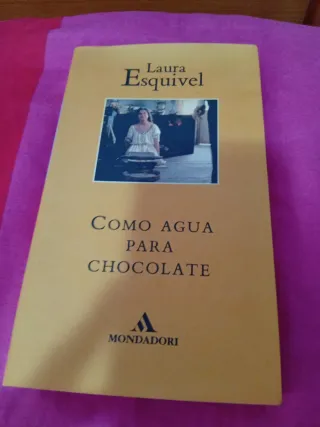 Laura
Esquivel
COMO AGUA
PARA
CHOCOLATE
MONDADORI